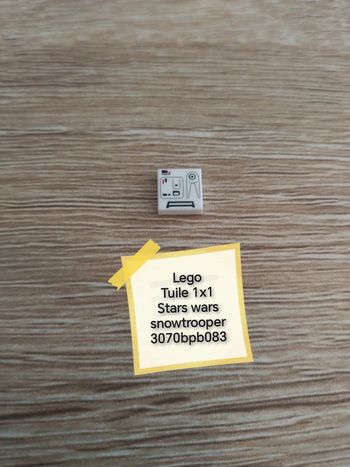 Lego
Tuile 1x1
Stars wars
snowtrooper
3070bpb083